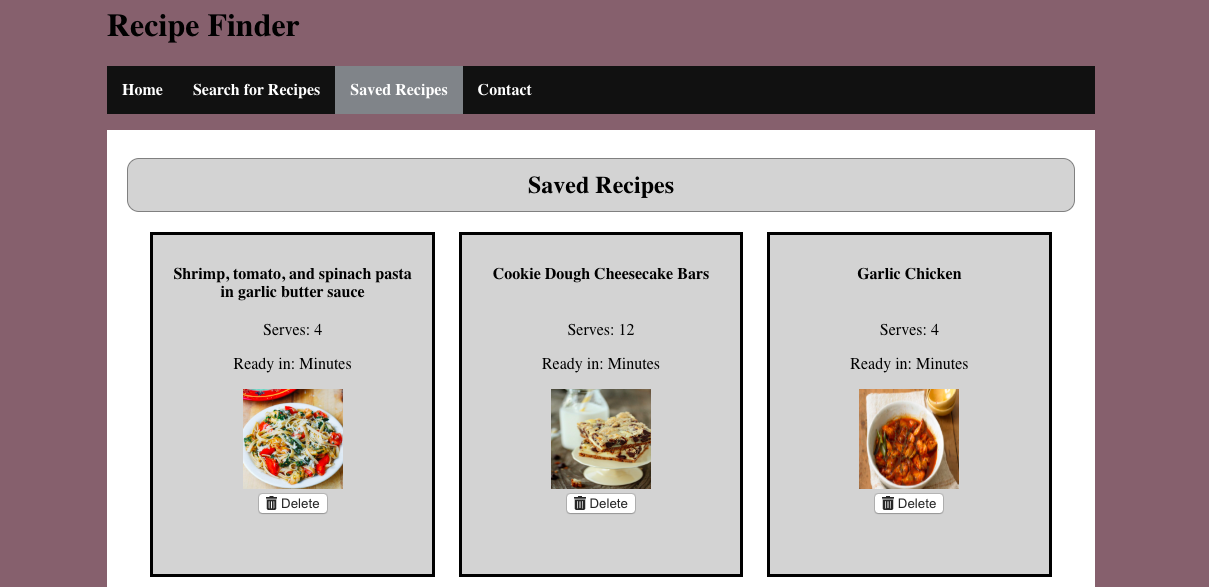 Recipe Finder
Home Search for Recipes Saved Recipes Contact
Saved Recipes
Shrimp, tomato, and spinach pasta
in garlic butter sauce
Serves: 4
Ready in: Minutes
Delete
Cookie Dough Cheesecake Bars
Serves: 12
Ready in: Minutes
Delete
Garlic Chicken
Serves: 4
Ready in: Minutes
Delete